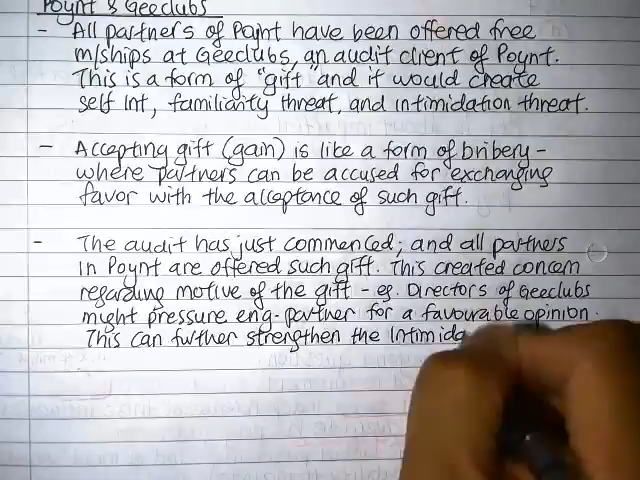 Poynt & Geeclubs
- All partners of Poynt have been offered free
m/ships at Geeclubs, an audit client of Poynt.
This is a form of "gift" and it would create
self Int, familiarity threat, and intimidation threat.
- Accepting gift (gain) is like a form of bribery -
where partners can be accused for exchanging
favor with the acceptance of such gift.
- The audit has just commenced; and all partners
in Poynt are offered such gift. This created concern
regarding motive of the gift - eg. Directors of Geeclubs
might pressure eng. partner for a favourable opinion.
This can further strengthen the Intimida